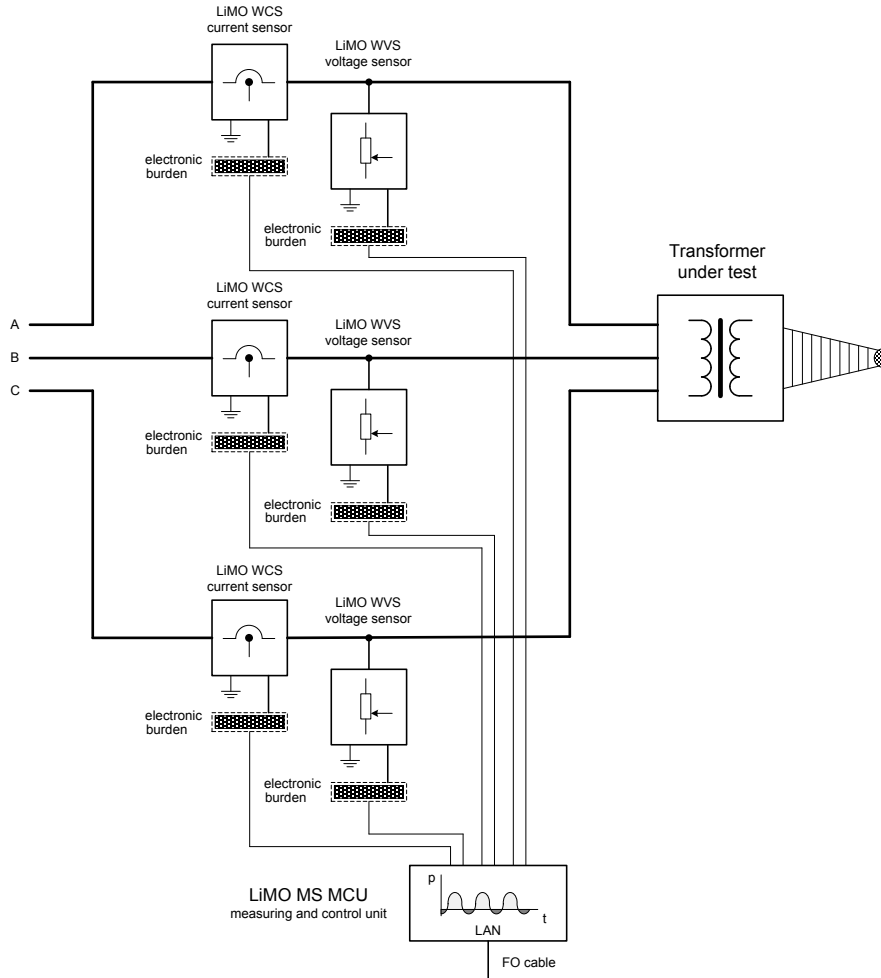 LiMO WCS
current sensor
LiMO WVS
voltage sensor
electronic
burden
electronic
burden
Transformer
under test
LiMO WCS
current sensor
LiMO WVS
voltage sensor
A
B
C
electronic
burden
electronic
burden
LiMO WCS
current sensor
LiMO WVS
voltage sensor
electronic
burden
electronic
burden
LiMO MS MCU
measuring and control unit
p
t
LAN
FO cable